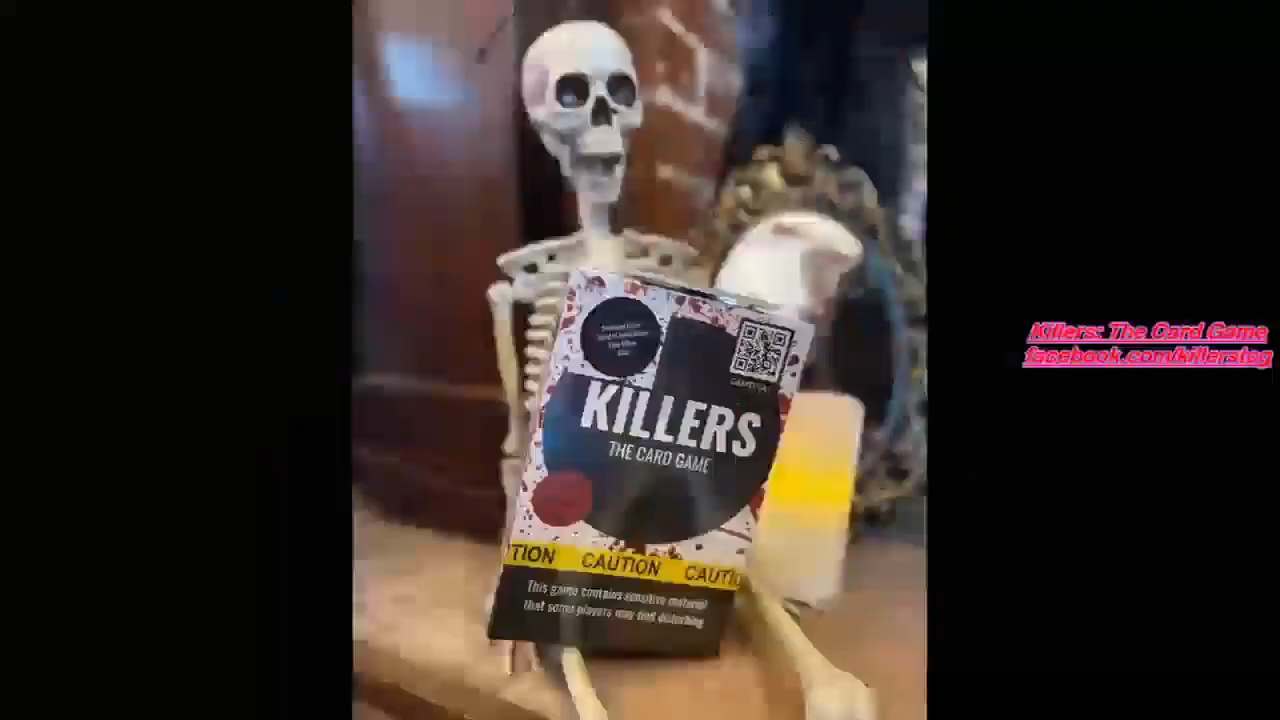 KILLERS
THE CARD GAME
TION CAUTION CAUTIO
This game contains sensitive material
that some players may find disturbing
Killers: The Card Game
facebook.com/killerstcg